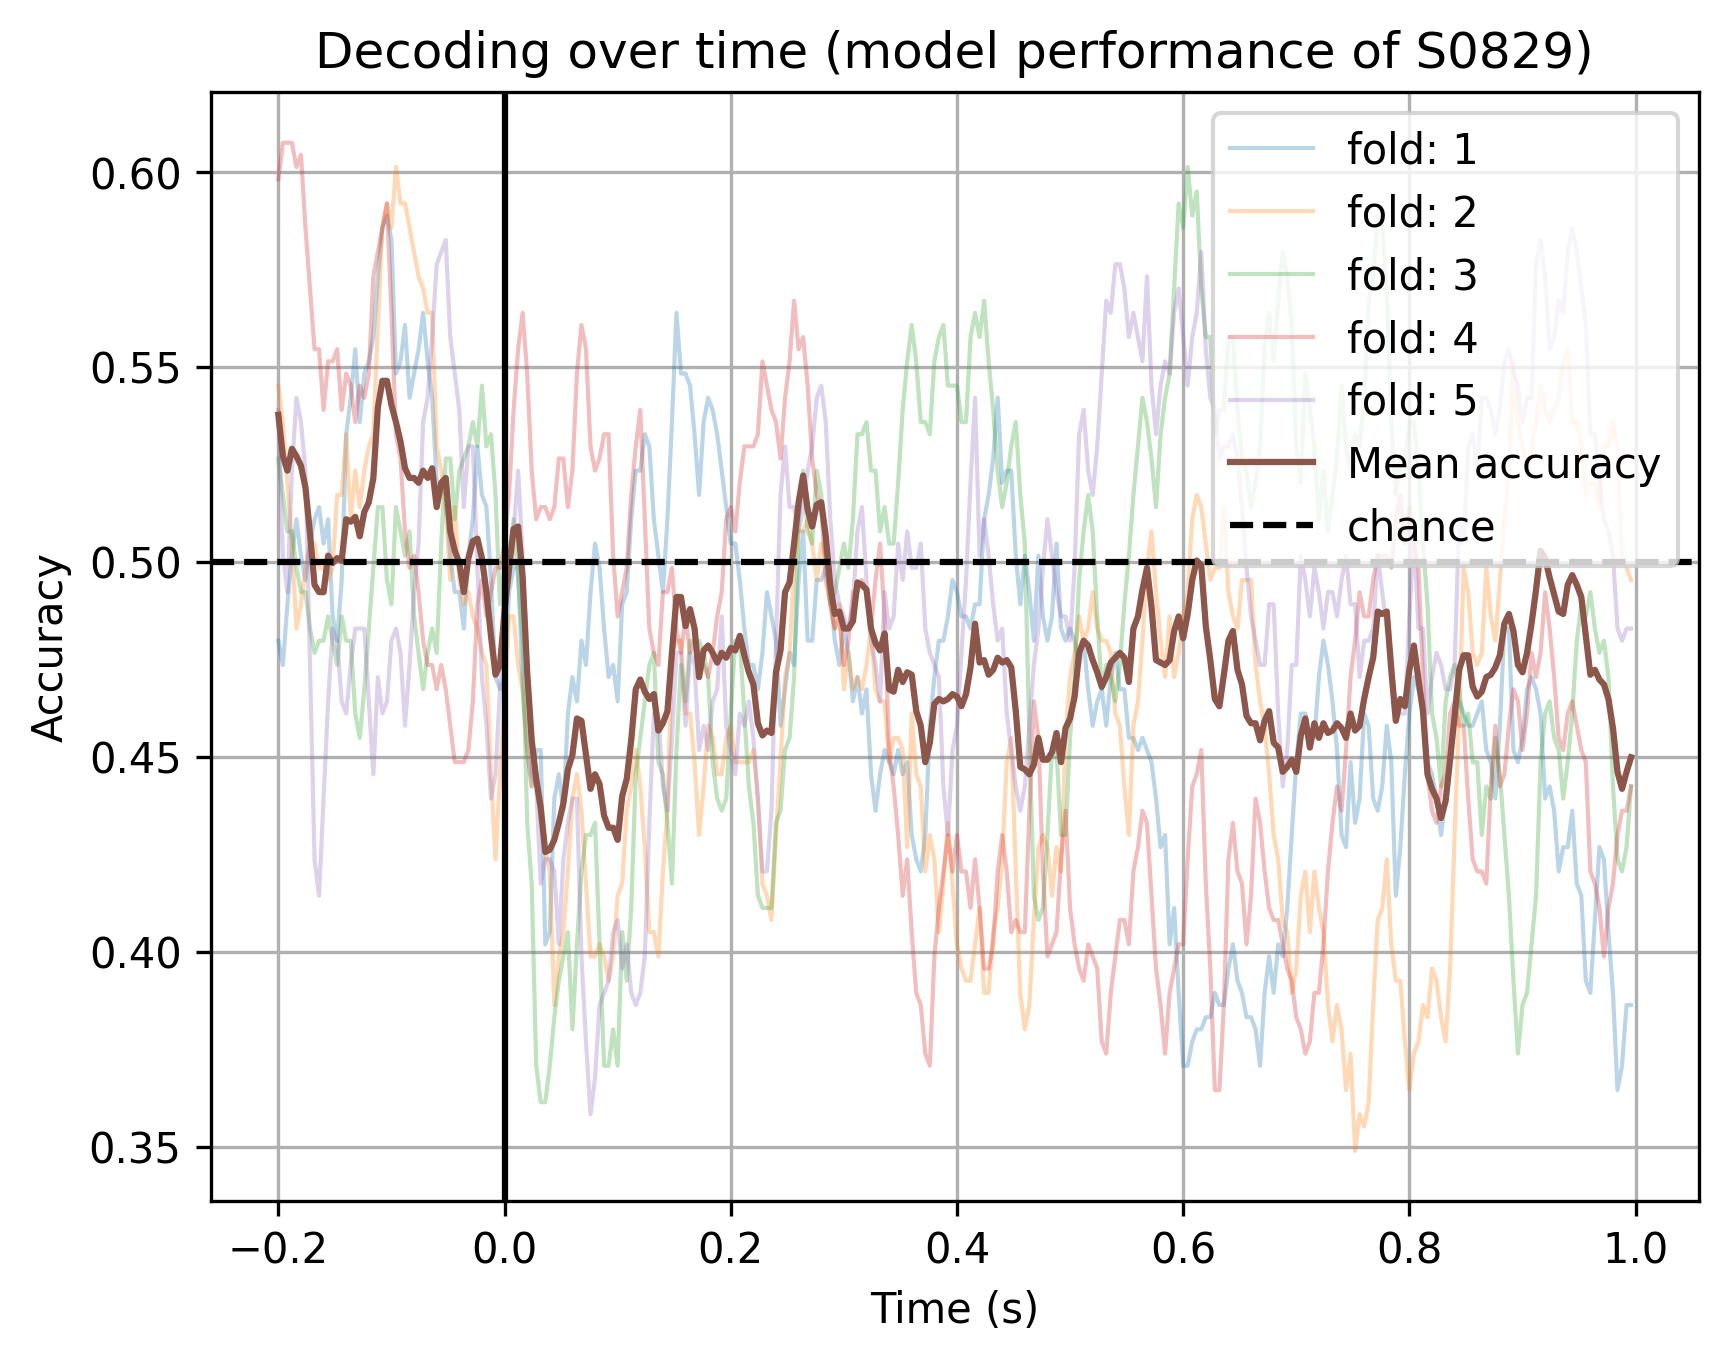 Decoding over time (model performance of S0829)
Accuracy
0.60
0.55
0.50
0.45
0.40
0.35
fold: 1
fold: 2
fold: 3
fold: 4
fold: 5
Mean accuracy
chance
−0.2
0.0
0.2
0.4
0.6
0.8
1.0
Time (s)